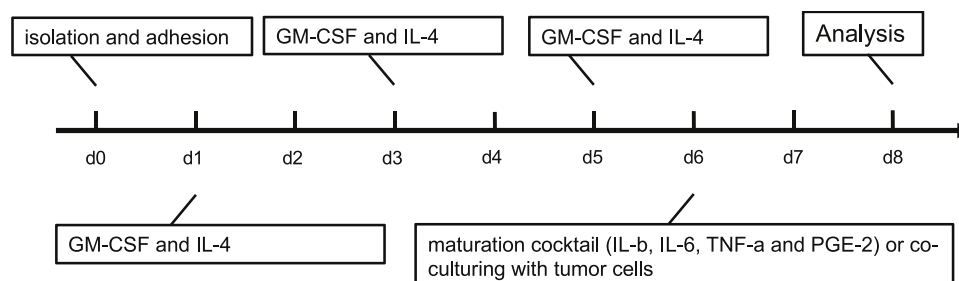 isolation and adhesion
GM-CSF and IL-4
GM-CSF and IL-4
Analysis
d0 d1 d2 d3 d4 d5 d6 d7 d8
GM-CSF and IL-4
maturation cocktail (IL-b, IL-6, TNF-a and PGE-2) or co-
culturing with tumor cells